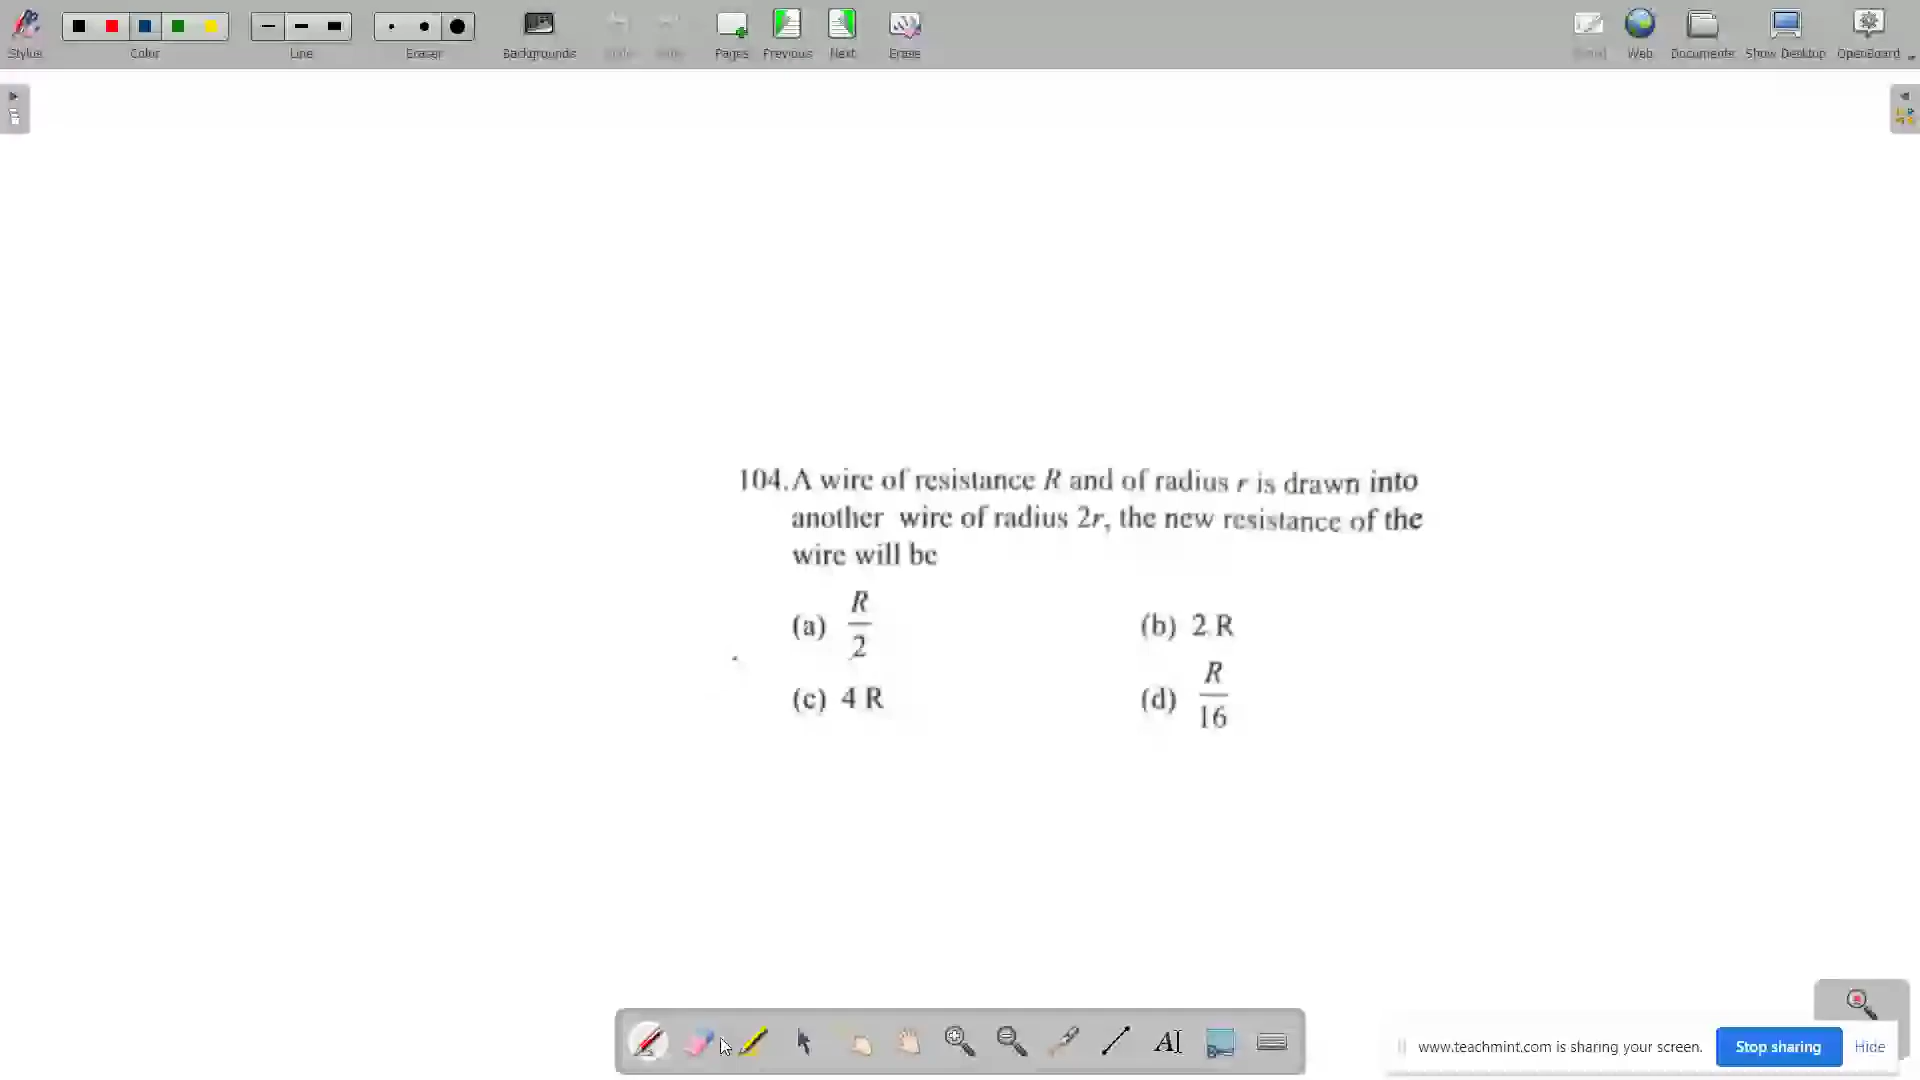 Stylus
Color
Line
Eraser
Backgrounds
Pages
Previous
Next
Erase
Web
Documents
Show Desktop
OpenBoard
104. A wire of resistance R and of radius r is drawn into
another wire of radius 2r, the new resistance of the
wire will be
(a) R/2 (b) 2 R
(c) 4 R (d) R/16
AI
www.teachmint.com is sharing your screen. Stop sharing Hide